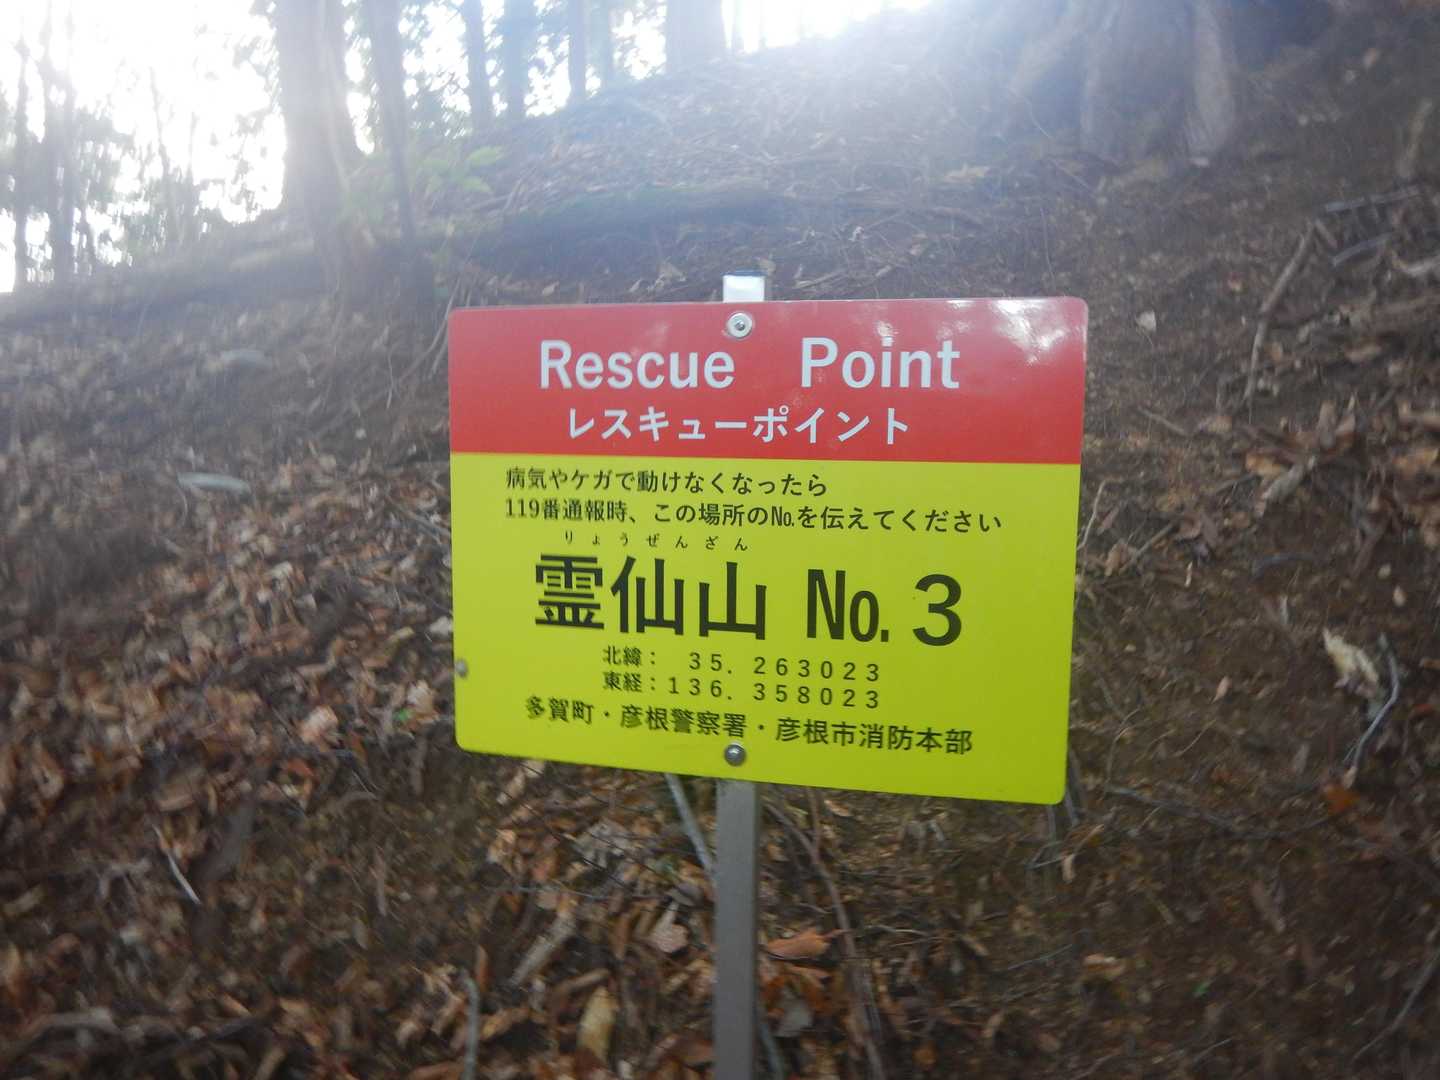 Rescue Point
レスキューポイント
病気やケガで動けなくなったら
119番通報時、この場所の№を伝えてください
りょうぜんざん
霊仙山 №.3
北緯： 35．263023
東経：136．358023
多賀町・彦根警察署・彦根市消防本部